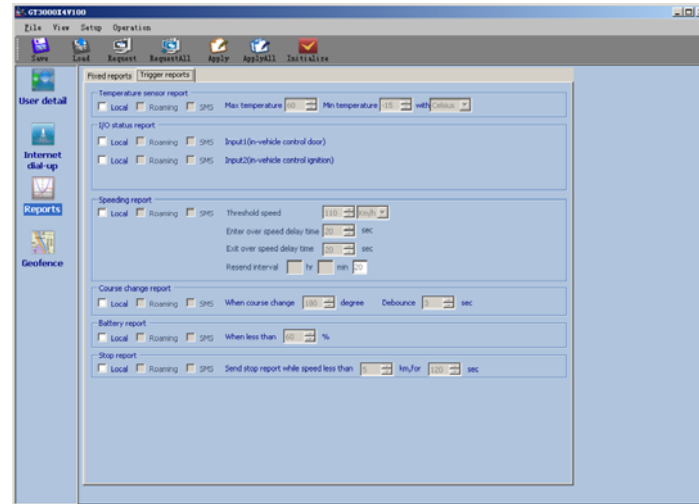 GT3000X4V100
File View Setup Operation
Save Load Request RequestAll Apply ApplyAll Initialize
User detail
Internet
dial-up
Reports
Geofence
Fixed reports Trigger reports
Temperature sensor report
Local Roaming SMS Max temperature 60 Min temperature -15 with Celsius
I/O status report
Local Roaming SMS Input1(in-vehicle control door)
Local Roaming SMS Input2(in-vehicle control ignition)
Speeding report
Local Roaming SMS Threshold speed 110 Km/h
Enter over speed delay time 20 sec
Exit over speed delay time 20 sec
Resend interval hr min 20
Course change report
Local Roaming SMS When course change 180 degree Debounce 3 sec
Battery report
Local Roaming SMS When less than 60 %
Stop report
Local Roaming SMS Send stop report while speed less than 5 km,for 120 sec